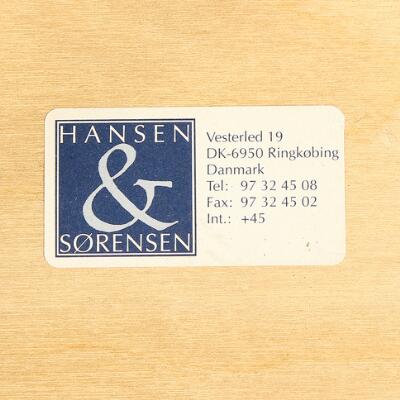 HANSEN
&
SØRENSEN
Vesterled 19
DK-6950 Ringkøbing
Danmark
Tel: 97 32 45 08
Fax: 97 32 45 02
Int.: +45